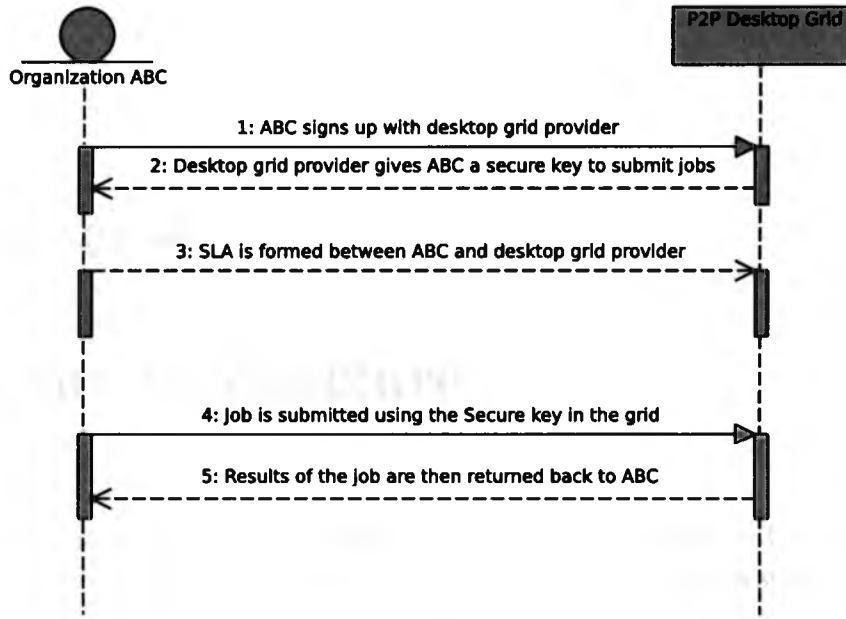 P2P Desktop Grid
Organization ABC
1: ABC signs up with desktop grid provider
2: Desktop grid provider gives ABC a secure key to submit jobs
3: SLA is formed between ABC and desktop grid provider
4: Job is submitted using the Secure key in the grid
5: Results of the job are then returned back to ABC